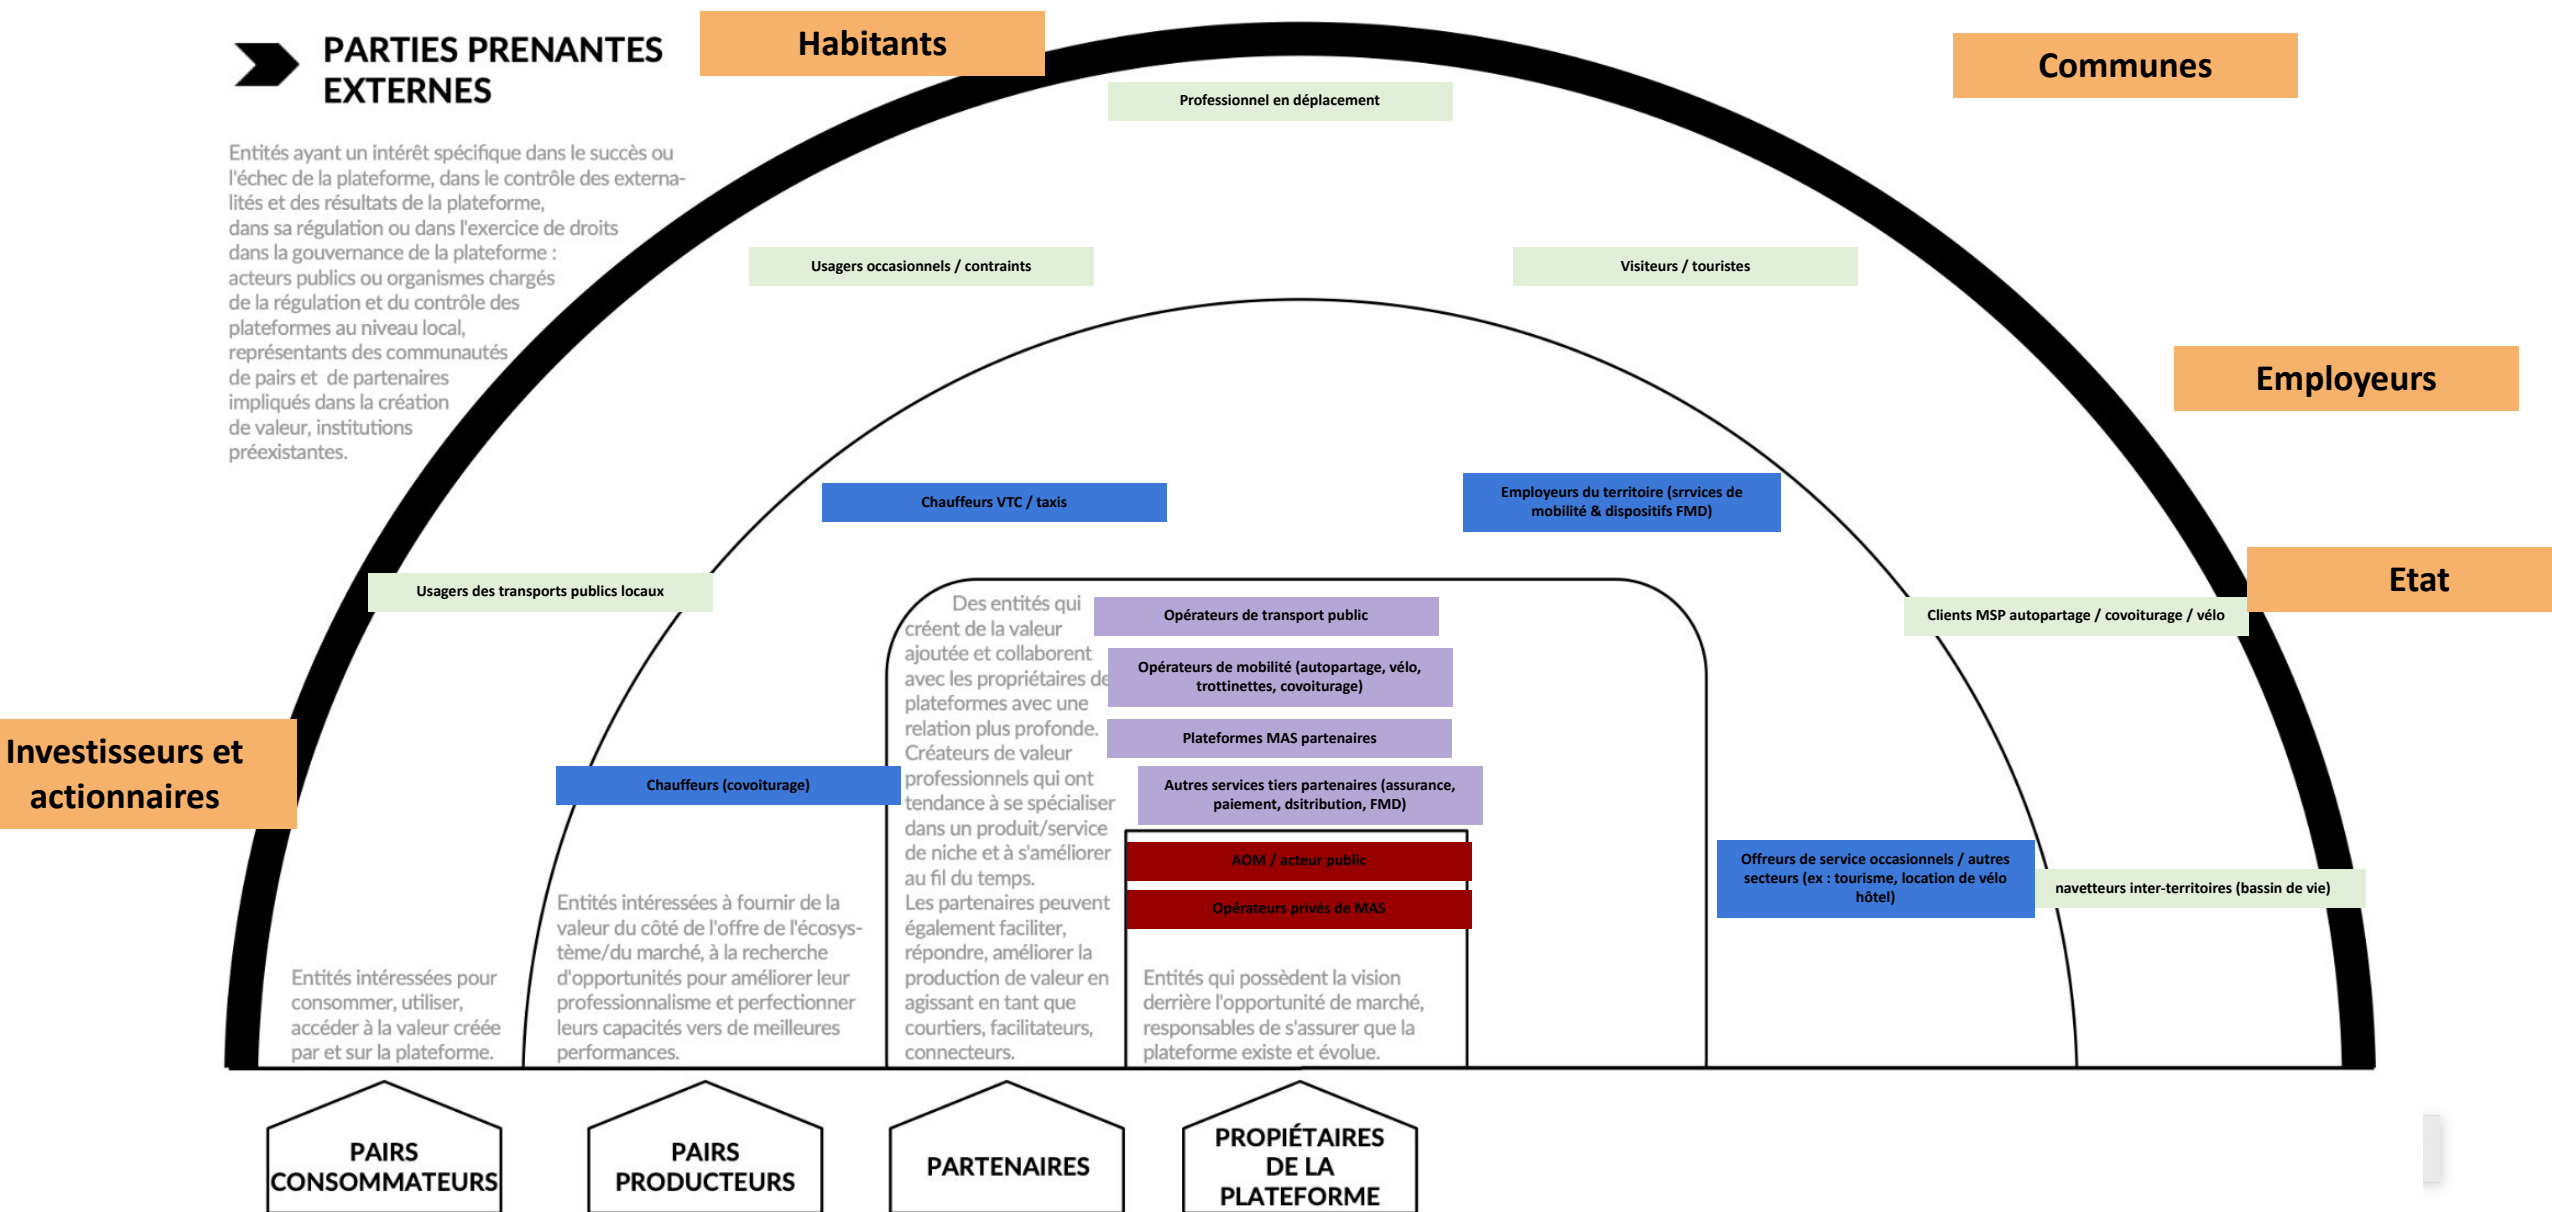 PARTIES PRENANTES
EXTERNES
Habitants
Communes
Professionnel en déplacement
Entités ayant un intérêt spécifique dans le succès ou
l'échec de la plateforme, dans le contrôle des externa-
lités et des résultats de la plateforme,
dans sa régulation ou dans l'exercice de droits
dans la gouvernance de la plateforme :
acteurs publics ou organismes chargés
de la régulation et du contrôle des
plateformes au niveau local,
représentants des communautés
de pairs et de partenaires
impliqués dans la création
de valeur, institutions
préexistantes.
Usagers occasionnels / contraints
Visiteurs / touristes
Employeurs
Chauffeurs VTC / taxis
Employeurs du territoire (srrvices de
mobilité & dispositifs FMD)
Etat
Usagers des transports publics locaux
Clients MSP autopartage / covoiturage / vélo
Des entités qui
créent de la valeur
ajoutée et collaborent
avec les propriétaires de
plateformes avec une
relation plus profonde.
Créateurs de valeur
professionnels qui ont
tendance à se spécialiser
dans un produit/service
de niche et à s'améliorer
au fil du temps.
Les partenaires peuvent
également faciliter,
répondre, améliorer la
production de valeur en
agissant en tant que
courtiers, facilitateurs,
connecteurs.
Opérateurs de transport public
Opérateurs de mobilité (autopartage, vélo,
trottinettes, covoiturage)
Plateformes MAS partenaires
Autres services tiers partenaires (assurance,
paiement, dsitribution, FMD)
Investisseurs et
actionnaires
Chauffeurs (covoiturage)
AOM / acteur public
Opérateurs privés de MAS
Offreurs de service occasionnels / autres
secteurs (ex : tourisme, location de vélo
hôtel)
navetteurs inter-territoires (bassin de vie)
Entités intéressées pour
consommer, utiliser,
accéder à la valeur créée
par et sur la plateforme.
Entités intéressées à fournir de la
valeur du côté de l'offre de l'écosys-
tème/du marché, à la recherche
d'opportunités pour améliorer leur
professionnalisme et perfectionner
leurs capacités vers de meilleures
performances.
Entités qui possèdent la vision
derrière l'opportunité de marché,
responsables de s'assurer que la
plateforme existe et évolue.
PAIRS
CONSOMMATEURS
PAIRS
PRODUCTEURS
PARTENAIRES
PROPIÉTAIRES
DE LA
PLATEFORME